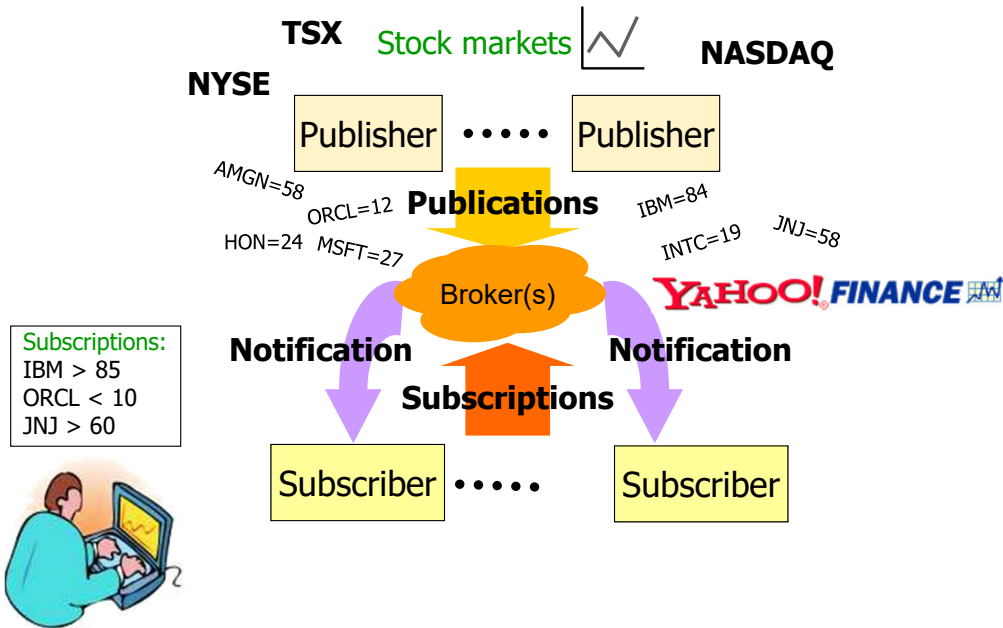 TSX
Stock markets
NASDAQ
NYSE
Publisher
•••••
Publisher
AMGN=58
ORCL=12
Publications
IBM=84
HON=24
MSFT=27
INTC=19
JNJ=58
Broker(s)
YAHOO!® FINANCE
Notification
Notification
Subscriptions:
IBM > 85
ORCL < 10
JNJ > 60
Subscriptions
Subscriber
•••••
Subscriber